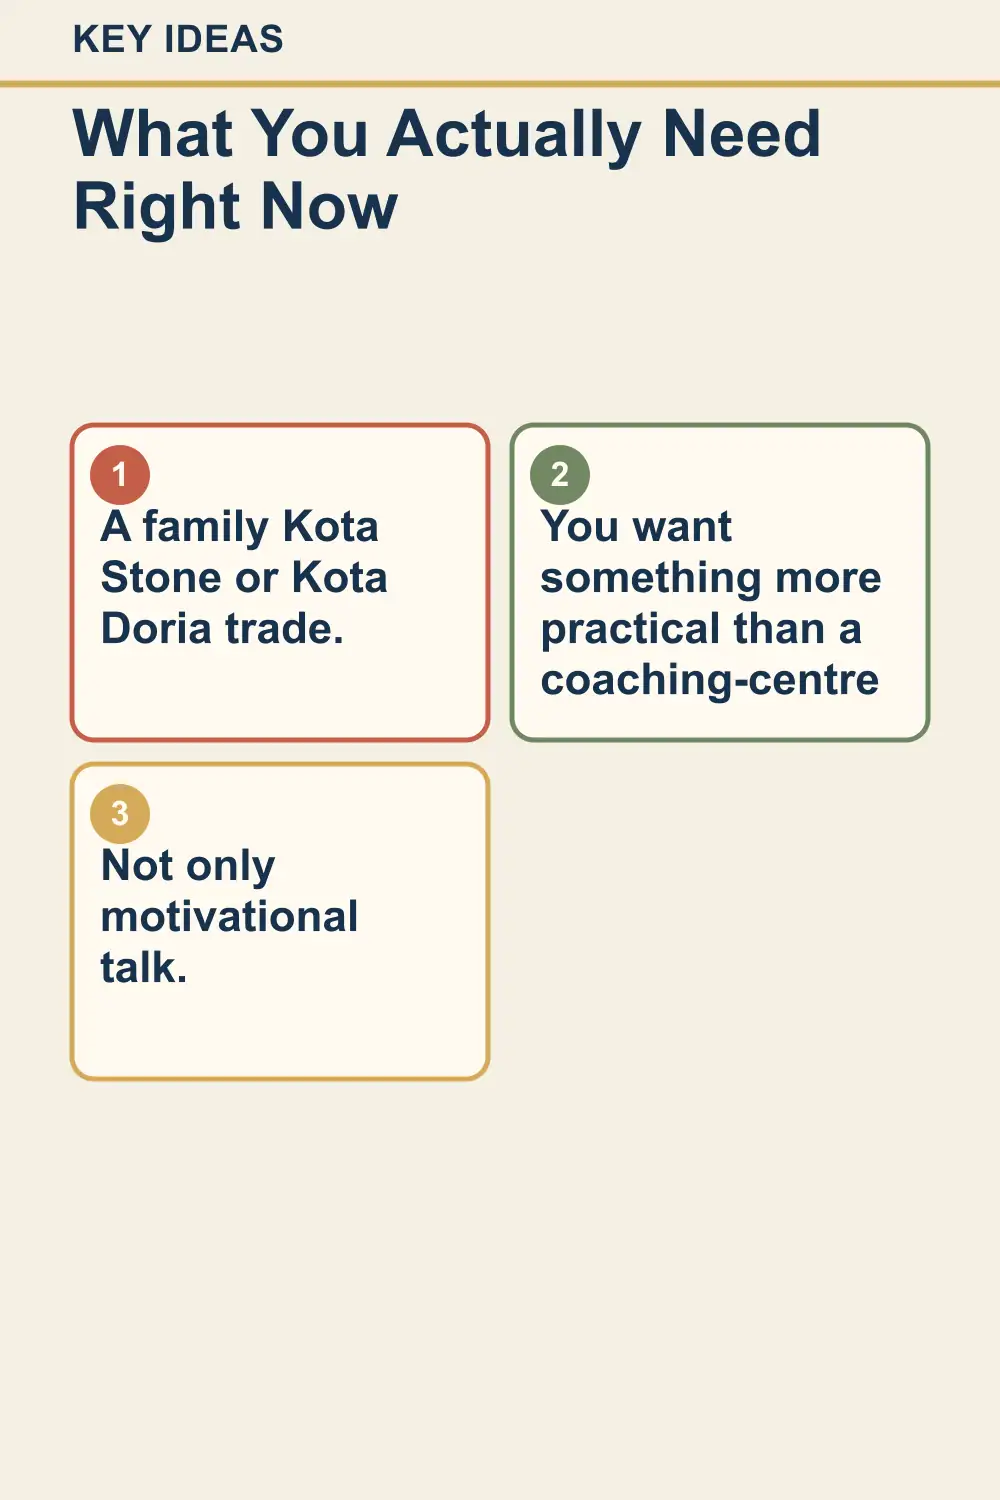 KEY IDEAS
What You Actually Need
Right Now
1
A family Kota
Stone or Kota
Doria trade.
2
You want
something more
practical than a
coaching-centre
3
Not only
motivational
talk.